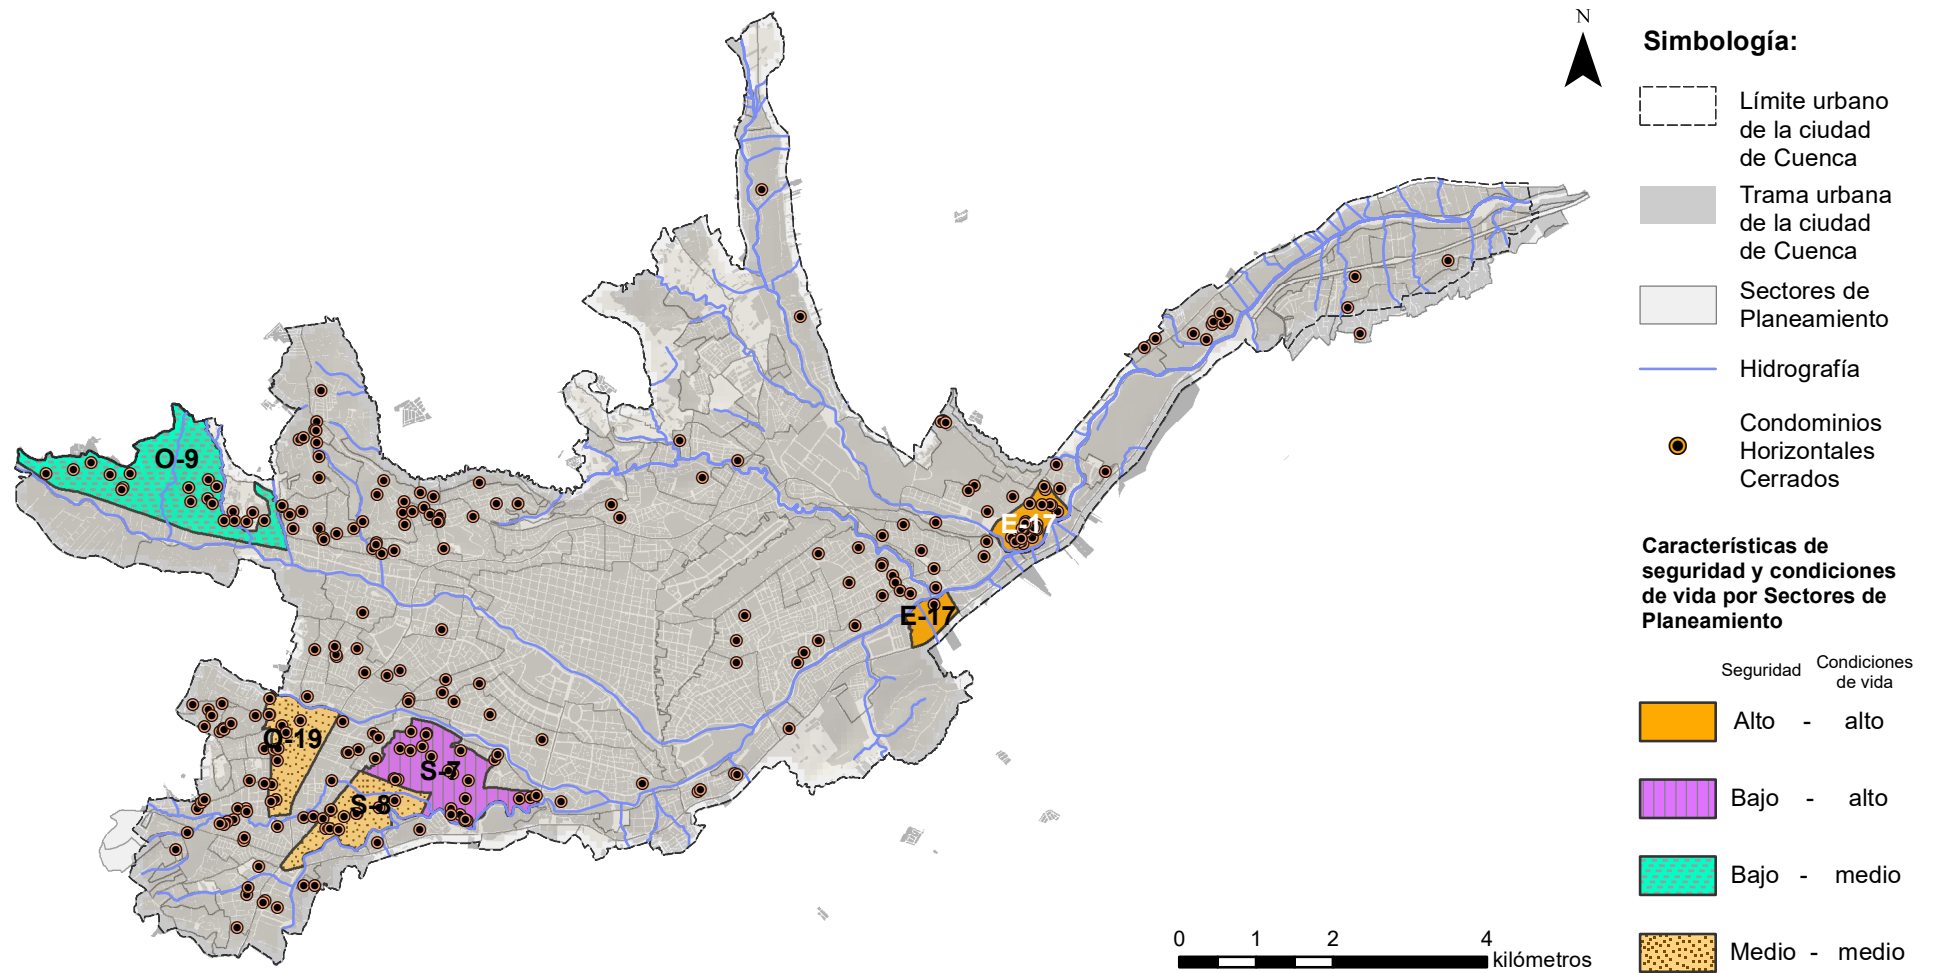 N
Simbología:
Límite urbano
de la ciudad
de Cuenca
Trama urbana
de la ciudad
de Cuenca
Sectores de
Planeamiento
Hidrografía
Condominios
Horizontales
Cerrados
Características de
seguridad y condiciones
de vida por Sectores de
Planeamiento
Seguridad
Condiciones
de vida
Alto - alto
Bajo - alto
Bajo - medio
Medio - medio
O-9
E-17
E-17
O-19
S-7
S-8
0 1 2 4
kilómetros